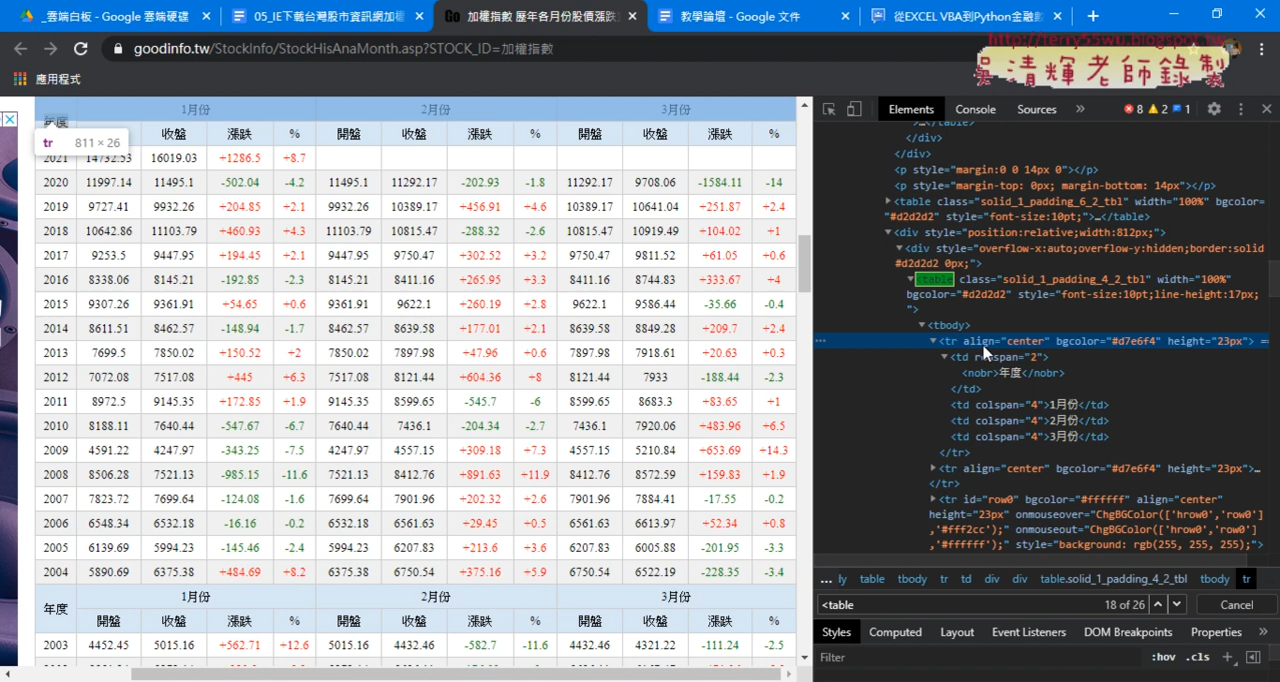 _雲端白板 - Google 雲端硬碟
05_IE下載台灣股市資訊網加權
加權指數 歷年各月份股價漲跌
教學論壇 - Google 文件
從EXCEL VBA到Python金融數
goodinfo.tw/StockInfo/StockHisAnaMonth.asp?STOCK_ID=加權指數
http://terry55wu.blogspot.tw
吳清輝老師錄製
應用程式
年度 1月份 2月份 3月份
tr 811 × 26
收盤 漲跌 % 開盤 收盤 漲跌 % 開盤 收盤 漲跌 %
2021 14732.53 16019.03 +1286.5 +8.7
2020 11997.14 11495.1 -502.04 -4.2 11495.1 11292.17 -202.93 -1.8 11292.17 9708.06 -1584.11 -14
2019 9727.41 9932.26 +204.85 +2.1 9932.26 10389.17 +456.91 +4.6 10389.17 10641.04 +251.87 +2.4
2018 10642.86 11103.79 +460.93 +4.3 11103.79 10815.47 -288.32 -2.6 10815.47 10919.49 +104.02 +1
2017 9253.5 9447.95 +194.45 +2.1 9447.95 9750.47 +302.52 +3.2 9750.47 9811.52 +61.05 +0.6
2016 8338.06 8145.21 -192.85 -2.3 8145.21 8411.16 +265.95 +3.3 8411.16 8744.83 +333.67 +4
2015 9307.26 9361.91 +54.65 +0.6 9361.91 9622.1 +260.19 +2.8 9622.1 9586.44 -35.66 -0.4
2014 8611.51 8462.57 -148.94 -1.7 8462.57 8639.58 +177.01 +2.1 8639.58 8849.28 +209.7 +2.4
2013 7699.5 7850.02 +150.52 +2 7850.02 7897.98 +47.96 +0.6 7897.98 7918.61 +20.63 +0.3
2012 7072.08 7517.08 +445 +6.3 7517.08 8121.44 +604.36 +8 8121.44 7933 -188.44 -2.3
2011 8972.5 9145.35 +172.85 +1.9 9145.35 8599.65 -545.7 -6 8599.65 8683.3 +83.65 +1
2010 8188.11 7640.44 -547.67 -6.7 7640.44 7436.1 -204.34 -2.7 7436.1 7920.06 +483.96 +6.5
2009 4591.22 4247.97 -343.25 -7.5 4247.97 4557.15 +309.18 +7.3 4557.15 5210.84 +653.69 +14.3
2008 8506.28 7521.13 -985.15 -11.6 7521.13 8412.76 +891.63 +11.9 8412.76 8572.59 +159.83 +1.9
2007 7823.72 7699.64 -124.08 -1.6 7699.64 7901.96 +202.32 +2.6 7901.96 7884.41 -17.55 -0.2
2006 6548.34 6532.18 -16.16 -0.2 6532.18 6561.63 +29.45 +0.5 6561.63 6613.97 +52.34 +0.8
2005 6139.69 5994.23 -145.46 -2.4 5994.23 6207.83 +213.6 +3.6 6207.83 6005.88 -201.95 -3.3
2004 5890.69 6375.38 +484.69 +8.2 6375.38 6750.54 +375.16 +5.9 6750.54 6522.19 -228.35 -3.4
年度 1月份 2月份 3月份
開盤 收盤 漲跌 % 開盤 收盤 漲跌 % 開盤 收盤 漲跌 %
2003 4452.45 5015.16 +562.71 +12.6 5015.16 4432.46 -582.7 -11.6 4432.46 4321.22 -111.24 -2.5
Elements Console Sources » 8 2 1
…</table>
</div>
</div>
<p style="margin:0 0 14px 0"></p>
<p style="margin-top: 0px; margin-bottom: 14px"></p>
<table class="solid_1_padding_6_2_tbl" width="100%" bgcolor=
"#d2d2d2" style="font-size:10pt;">…</table>
<div style="position:relative;width:812px;">
<div style="overflow-x:auto;overflow-y:hidden;border:solid
#d2d2d2 0px;">
<table class="solid_1_padding_4_2_tbl" width="100%"
bgcolor="#d2d2d2" style="font-size:10pt;line-height:17px;
">
<tbody>
<tr align="center" bgcolor="#d7e6f4" height="23px"> ==
<td rowspan="2">
<nobr>年度</nobr>
</td>
<td colspan="4">1月份</td>
<td colspan="4">2月份</td>
<td colspan="4">3月份</td>
</tr>
<tr align="center" bgcolor="#d7e6f4" height="23px">…
</tr>
<tr id="row0" bgcolor="#ffffff" align="center"
height="23px" onmouseover="ChgBGColor(['hrow0','row0']
,'#fff2cc');" onmouseout="ChgBGColor(['hrow0','row0']
,'#ffffff');" style="background: rgb(255, 255, 255);">
... ly table tbody tr td div div table.solid_1_padding_4_2_tbl tbody tr
<table 18 of 26 Cancel
Styles Computed Layout Event Listeners DOM Breakpoints Properties »
Filter :hov .cls +